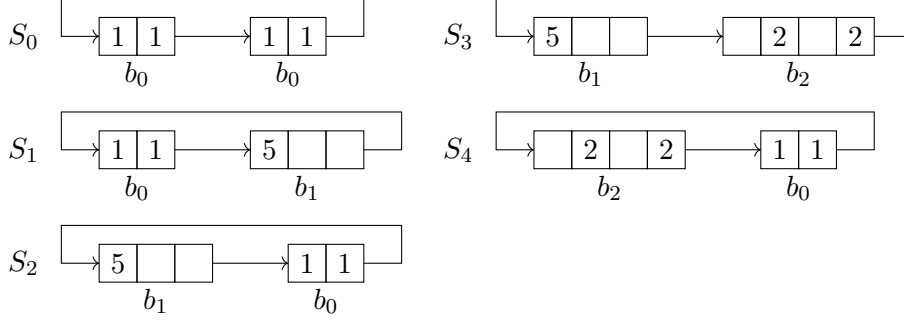 S₀ 1 1 1 1
b₀ b₀
S₁ 1 1 5
b₀ b₁
S₂ 5 1 1
b₁ b₀
S₃ 5 2 2
b₁ b₂
S₄ 2 2 1 1
b₂ b₀